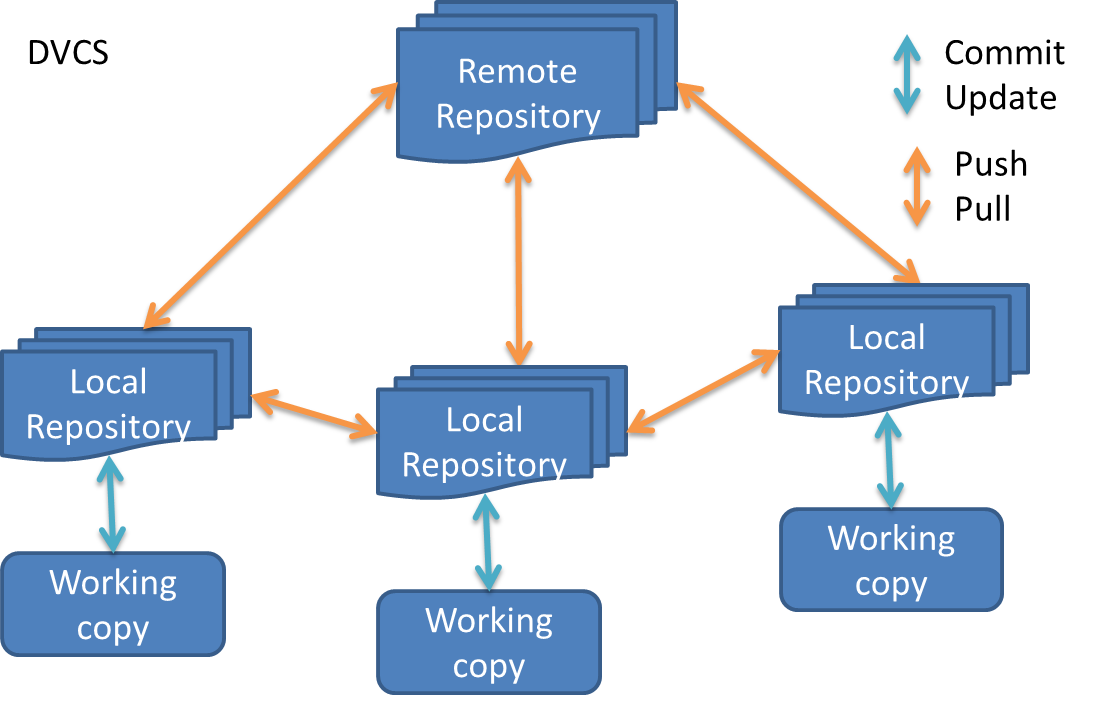 DVCS
Remote
Repository
Commit
Update
Push
Pull
Local
Repository
Local
Repository
Local
Repository
Working
copy
Working
copy
Working
copy